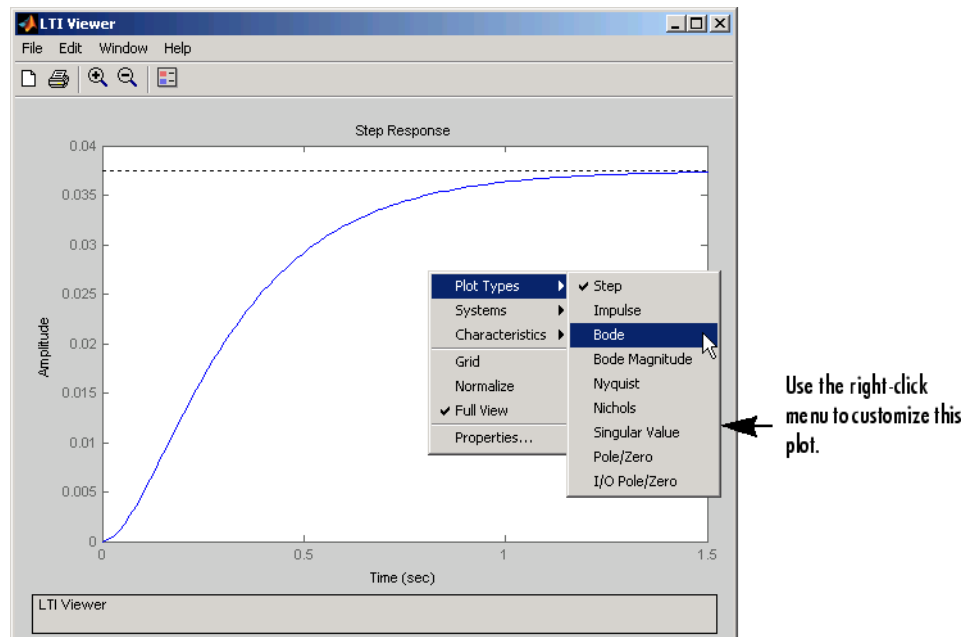 LTI Viewer
File Edit Window Help
Step Response
0.04
0.035
0.03
0.025
0.02
0.015
0.01
0.005
0
Amplitude
0 0.5 1 1.5
Time (sec)
Plot Types
Systems
Characteristics
Grid
Normalize
Full View
Properties...
Step
Impulse
Bode
Bode Magnitude
Nyquist
Nichols
Singular Value
Pole/Zero
I/O Pole/Zero
Use the right-click
menu to customize this
plot.
LTI Viewer